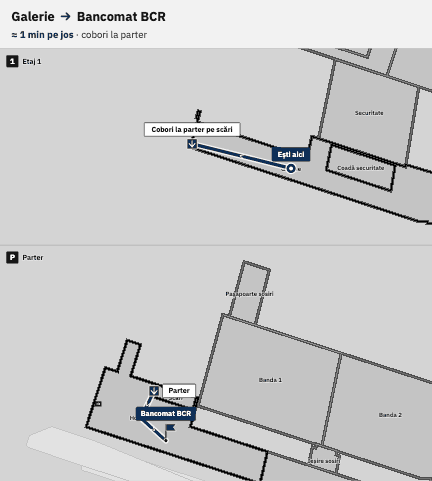 Galerie → Bancomat BCR
≈ 1 min pe jos · cobori la parter
1 Etaj 1
Securitate
Cobori la parter pe scări
Ești aici
Coadă securitate
P Parter
Pașapoarte sosiri
Banda 1
Parter
Banda 2
Bancomat BCR
Ieșire sosiri